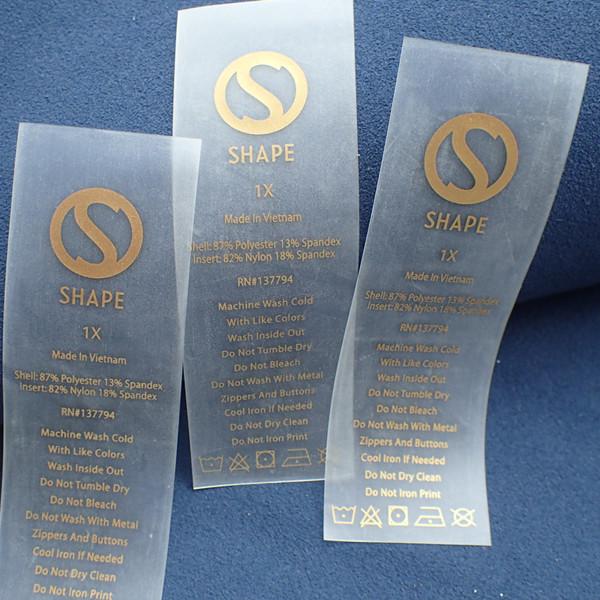 SHAPE
1X
Made In Vietnam
Shell: 87% Polyester 13% Spandex
Insert: 82% Nylon 18% Spandex
RN#137794
Machine Wash Cold
With Like Colors
Wash Inside Out
Do Not Tumble Dry
Do Not Bleach
Do Not Wash With Metal
Zippers And Buttons
Cool Iron If Needed
Do Not Dry Clean
Do Not Iron Print
SHAPE
1X
Made In Vietnam
Shell: 87% Polyester 13% Spandex
Insert: 82% Nylon 18% Spandex
RN#137794
Machine Wash Cold
With Like Colors
Wash Inside Out
Do Not Tumble Dry
Do Not Bleach
Do Not Wash With Metal
Zippers And Buttons
Cool Iron If Needed
Do Not Dry Clean
Do Not Iron Print
SHAPE
1X
Made In Vietnam
Shell: 87% Polyester 13% Spandex
Insert: 82% Nylon 18% Spandex
RN#137794
Machine Wash Cold
With Like Colors
Wash Inside Out
Do Not Tumble Dry
Do Not Bleach
Do Not Wash With Metal
Zippers And Buttons
Cool Iron If Needed
Do Not Dry Clean
Do Not Iron Print